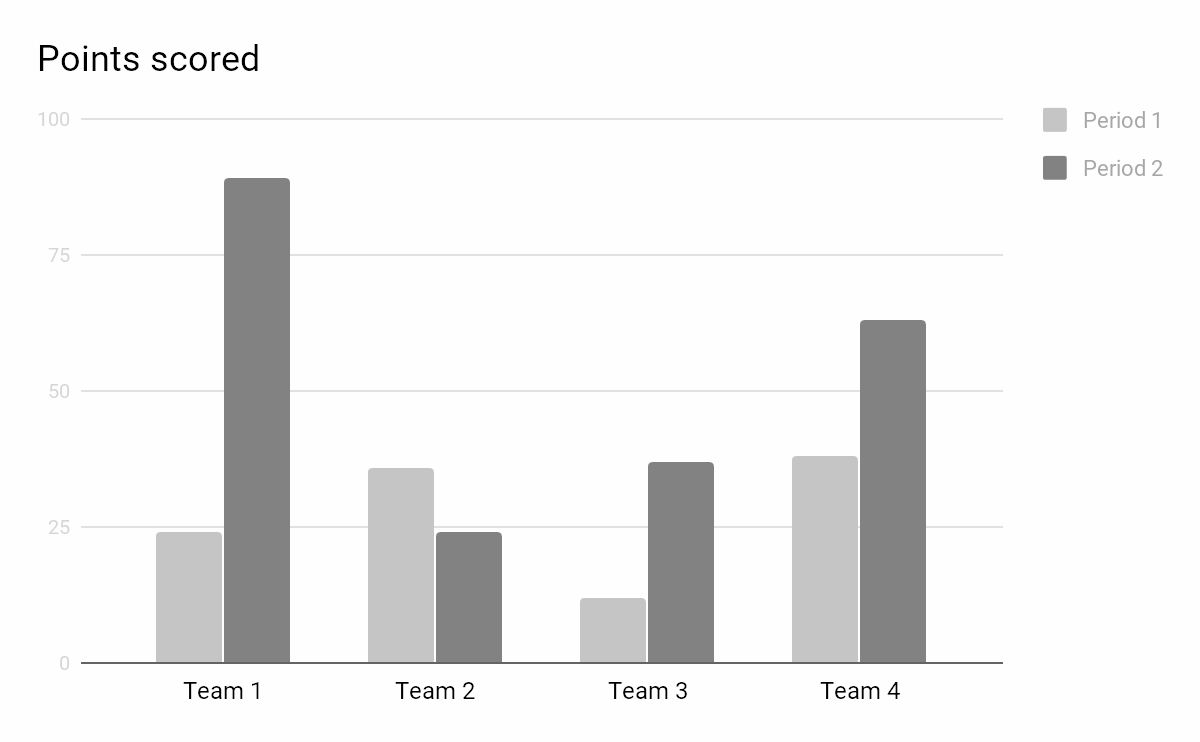 Points scored
100
75
50
25
0
Team 1
Team 2
Team 3
Team 4
Period 1
Period 2